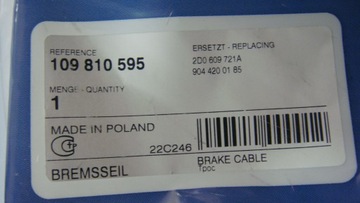 REFERENCE
109 810 595
ERSETZT - REPLACING
2D0 609 721A
904 420 01 85
MENGE - QUANTITY
1
MADE IN POLAND
22C246
BRAKE CABLE
Трос
BREMSSEIL